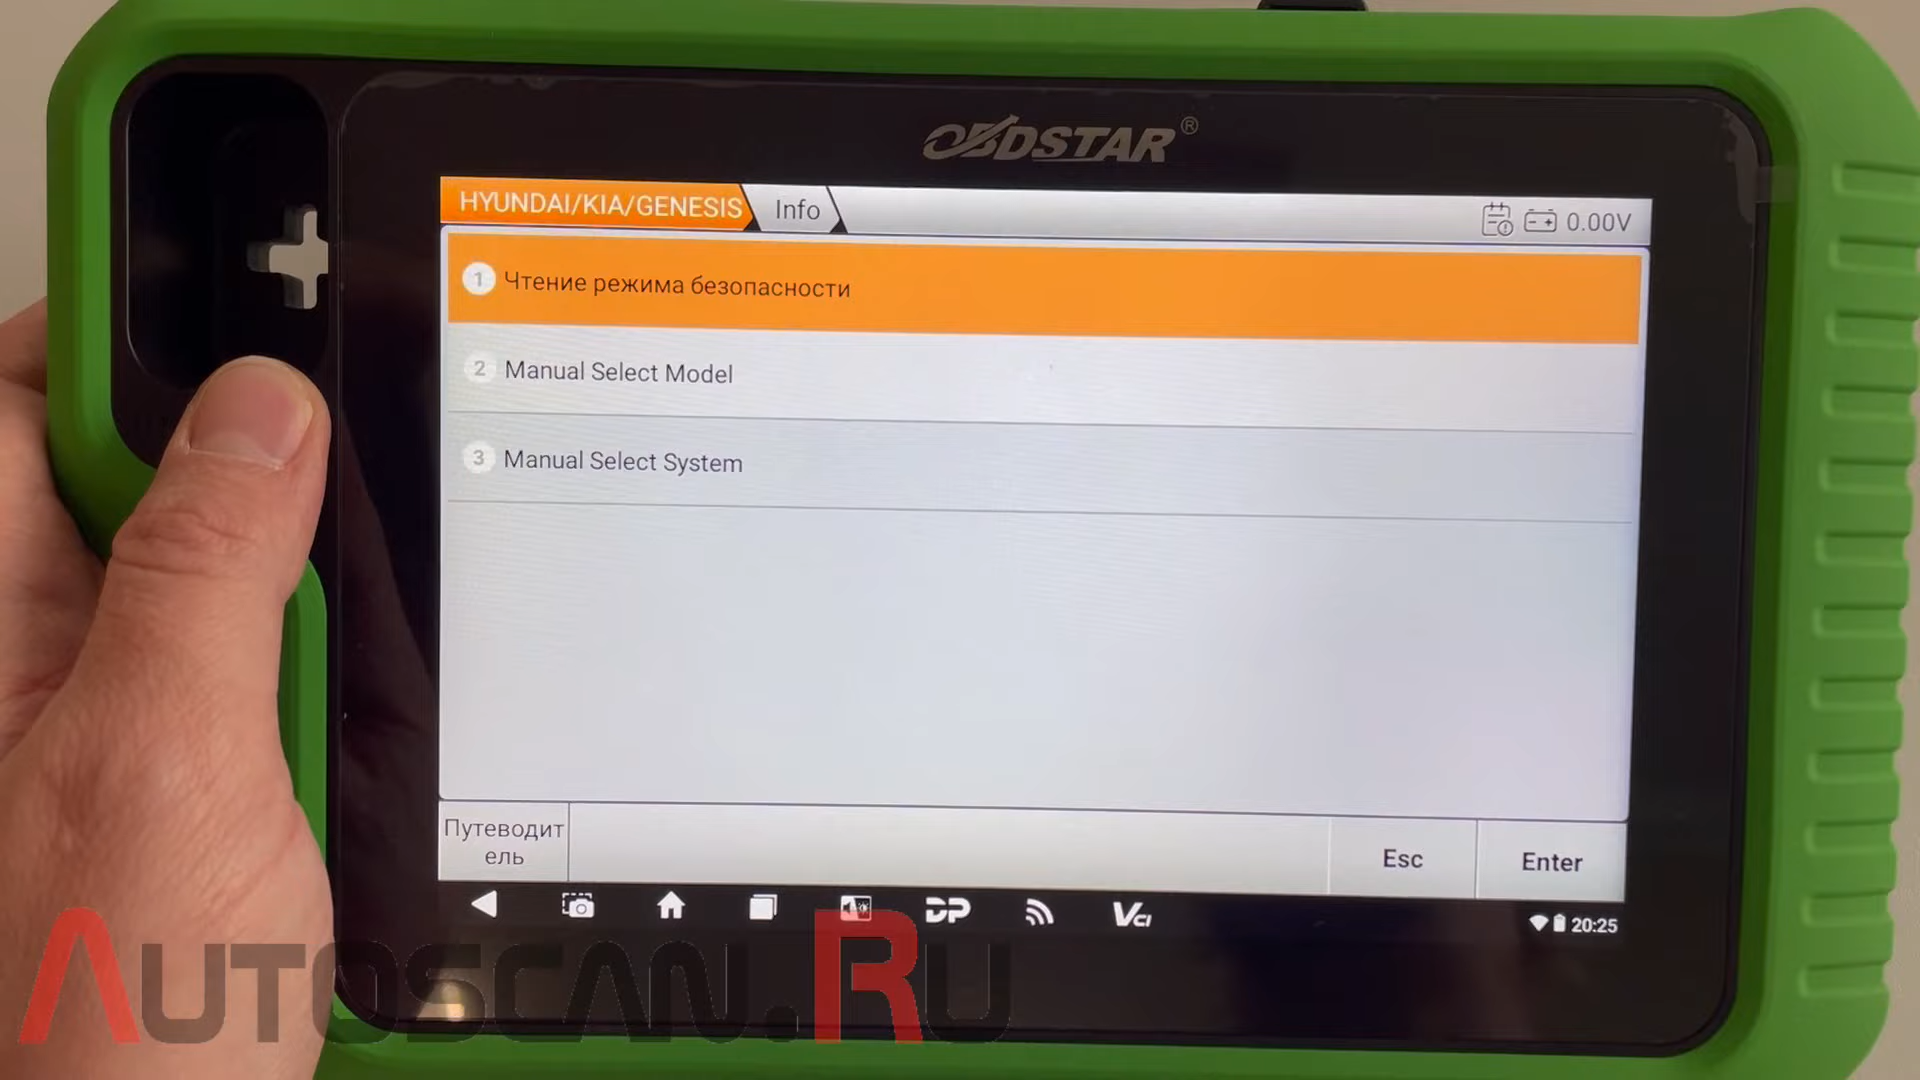 OBDSTAR®
HYUNDAI/KIA/GENESIS Info 0.00V
1 Чтение режима безопасности
2 Manual Select Model
3 Manual Select System
Путеводит
ель
Esc Enter
DP VCI 20:25
AUTOSCAN.RU